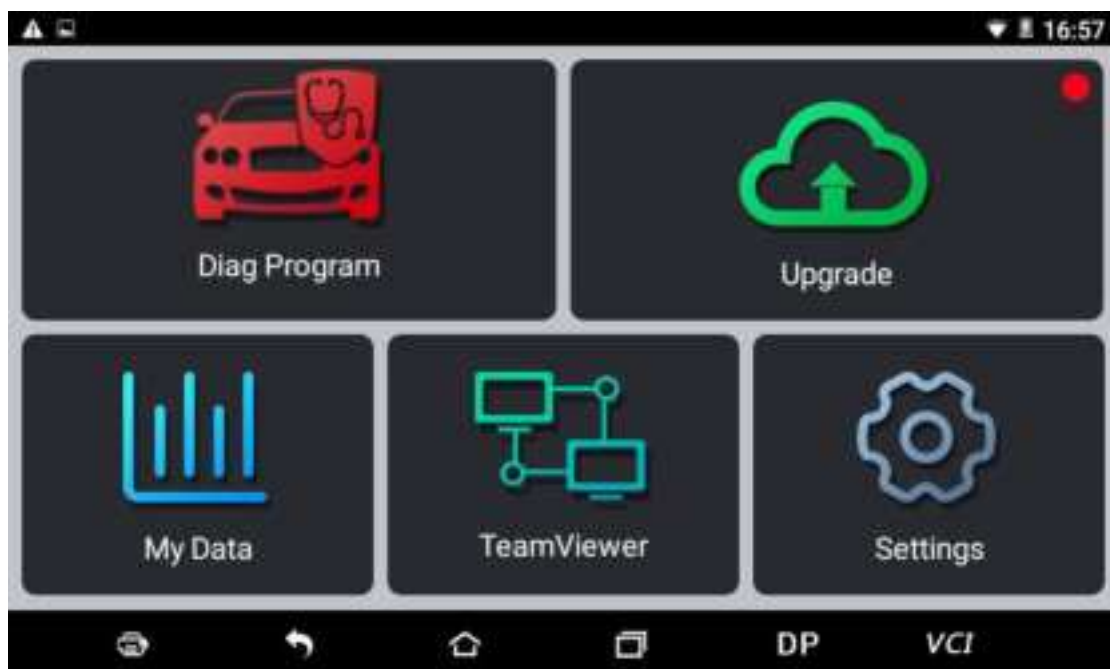 16:57
Diag Program
Upgrade
My Data
TeamViewer
Settings
DP
VCI